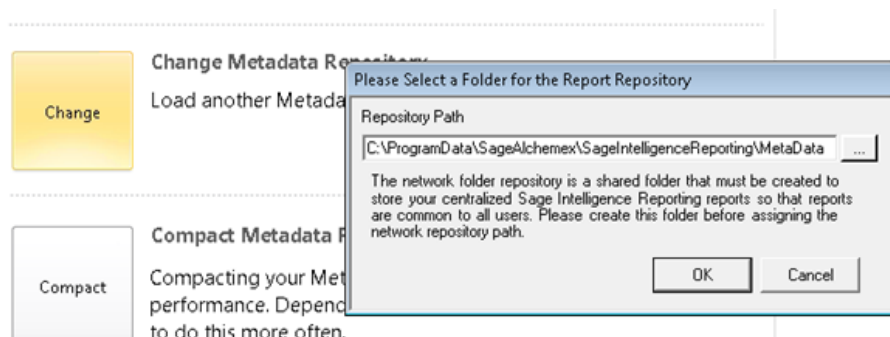 Change Metadata Repository
Change
Load another Metada
Please Select a Folder for the Report Repository
Repository Path
C:\ProgramData\SageAlchemex\SageIntelligenceReporting\MetaData
...
The network folder repository is a shared folder that must be created to
store your centralized Sage Intelligence Reporting reports so that reports
are common to all users. Please create this folder before assigning the
network repository path.
OK
Cancel
Compact Metadata R
Compact
Compacting your Met
performance. Depend
to do this more often.